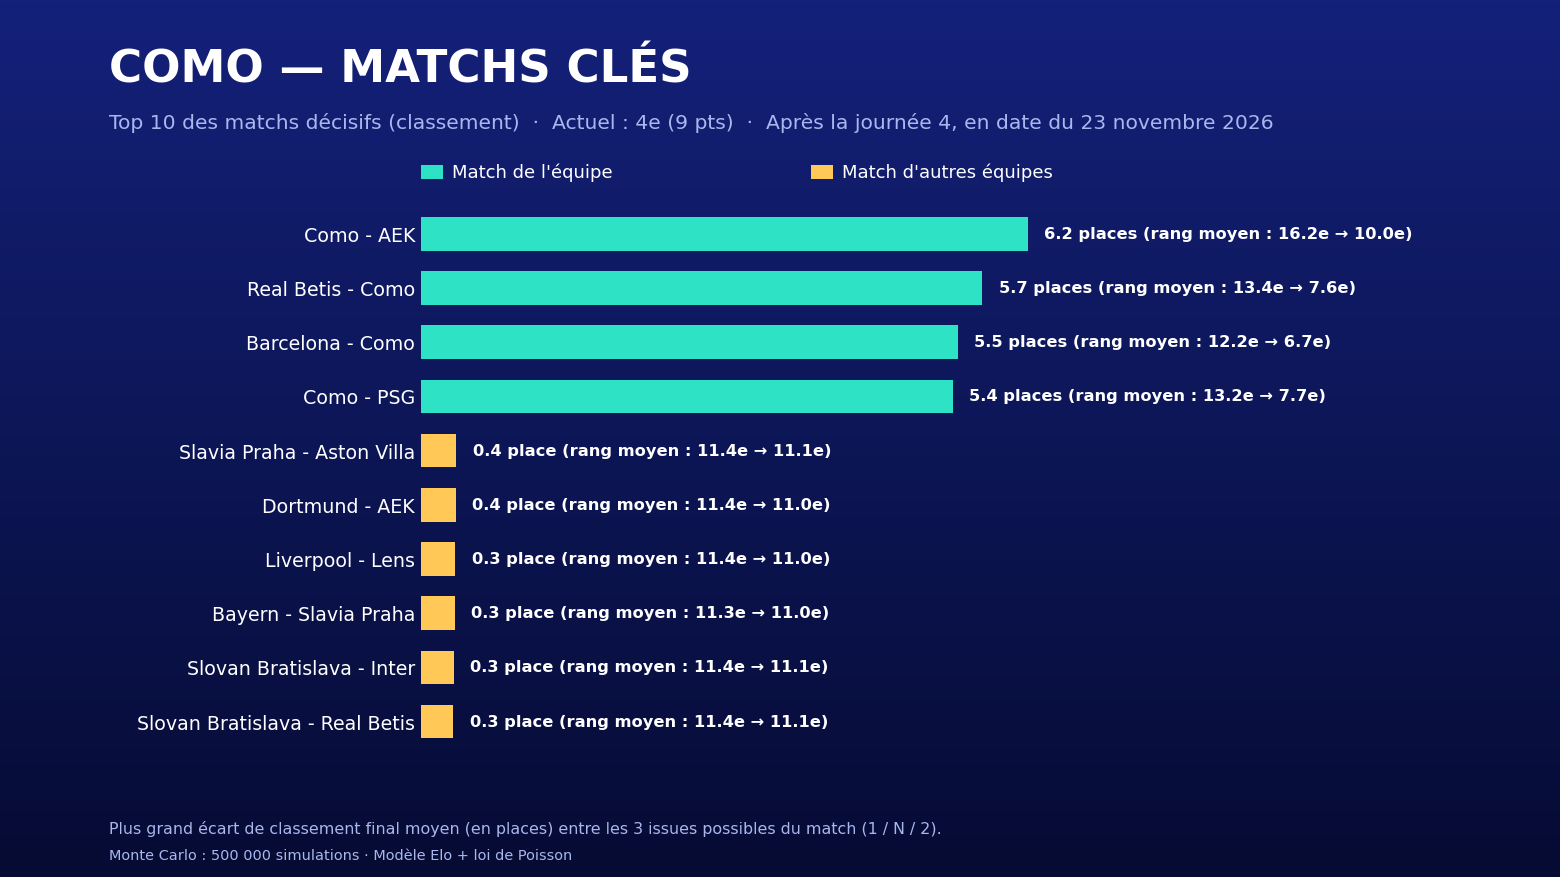 COMO — MATCHS CLÉS
Top 10 des matchs décisifs (classement) · Actuel : 4e (9 pts) · Après la journée 4, en date du 23 novembre 2026
Match de l'équipe Match d'autres équipes
Como - AEK 6.2 places (rang moyen : 16.2e → 10.0e)
Real Betis - Como 5.7 places (rang moyen : 13.4e → 7.6e)
Barcelona - Como 5.5 places (rang moyen : 12.2e → 6.7e)
Como - PSG 5.4 places (rang moyen : 13.2e → 7.7e)
Slavia Praha - Aston Villa 0.4 place (rang moyen : 11.4e → 11.1e)
Dortmund - AEK 0.4 place (rang moyen : 11.4e → 11.0e)
Liverpool - Lens 0.3 place (rang moyen : 11.4e → 11.0e)
Bayern - Slavia Praha 0.3 place (rang moyen : 11.3e → 11.0e)
Slovan Bratislava - Inter 0.3 place (rang moyen : 11.4e → 11.1e)
Slovan Bratislava - Real Betis 0.3 place (rang moyen : 11.4e → 11.1e)
Plus grand écart de classement final moyen (en places) entre les 3 issues possibles du match (1 / N / 2).
Monte Carlo : 500 000 simulations · Modèle Elo + loi de Poisson